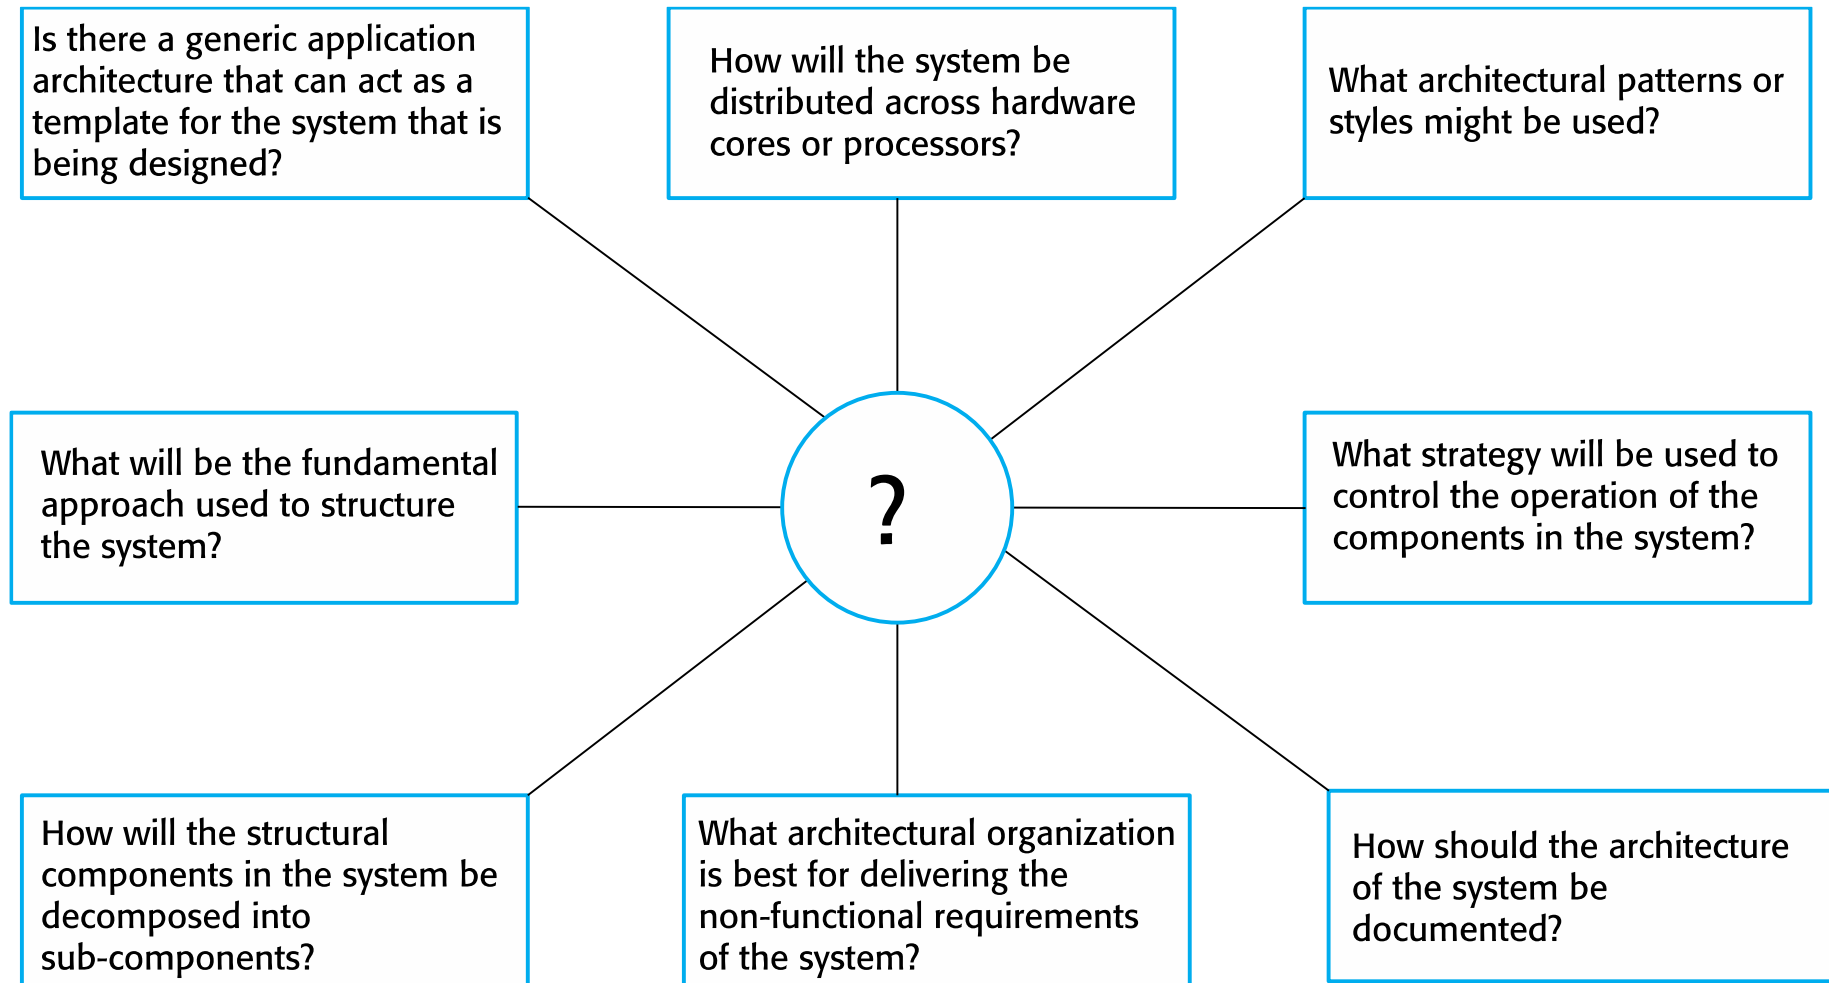 Is there a generic application
architecture that can act as a
template for the system that is
being designed?
How will the system be
distributed across hardware
cores or processors?
What architectural patterns or
styles might be used?
What will be the fundamental
approach used to structure
the system?
?
What strategy will be used to
control the operation of the
components in the system?
How will the structural
components in the system be
decomposed into
sub-components?
What architectural organization
is best for delivering the
non-functional requirements
of the system?
How should the architecture
of the system be
documented?